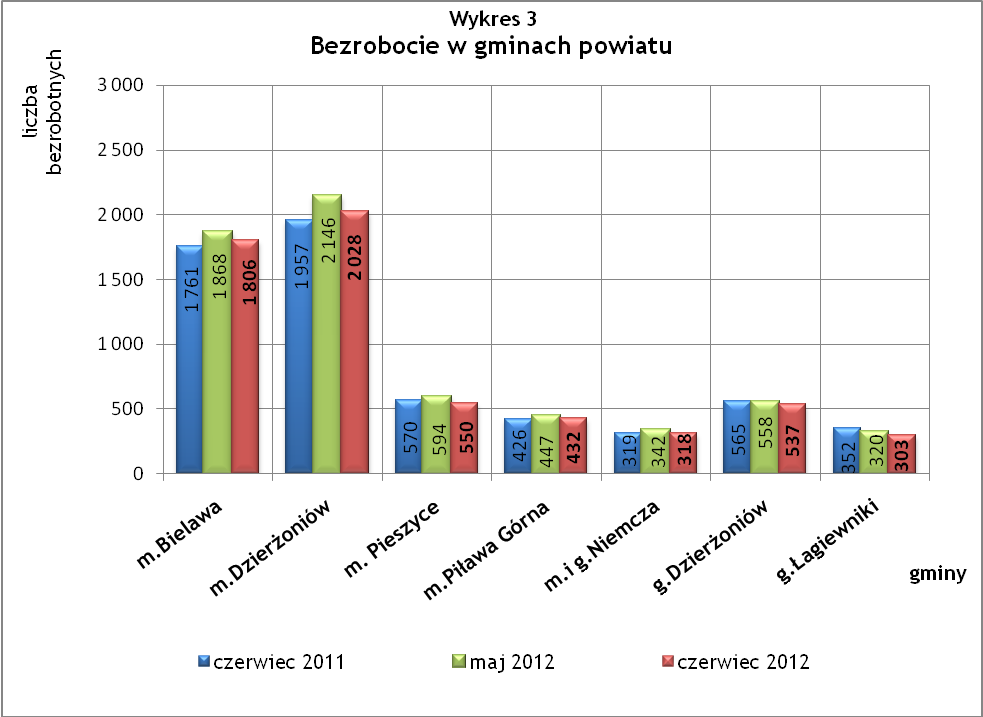 Wykres 3
Bezrobocie w gminach powiatu
liczba
bezrobotnych
3 000
2 500
2 000
1 500
1 000
500
0
1 761
1 868
1 806
1 957
2 146
2 028
570
594
550
426
447
432
319
342
318
565
558
537
352
320
303
m.Bielawa
m.Dzierżoniów
m. Pieszyce
m.Piława Górna
m.i g.Niemcza
g.Dzierżoniów
g.Łagiewniki
gminy
czerwiec 2011
maj 2012
czerwiec 2012